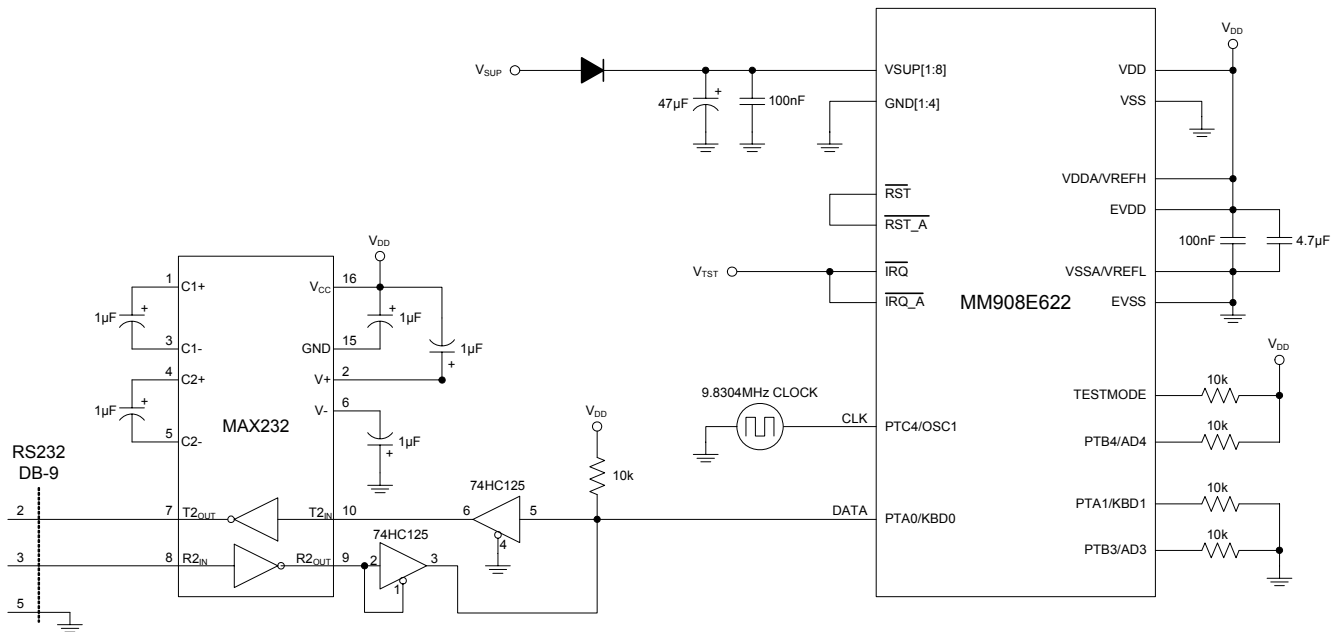 VDD
VSUP
VSUP[1:8]
VDD
47µF
+
100nF
GND[1:4]
VSS
VDDA/VREFH
RST
EVDD
RST_A
100nF
4.7µF
VDD
VTST
IRQ
VSSA/VREFL
IRQ_A
MM908E622
EVSS
1
C1+
VCC
16
1µF
+
+
1µF
3
C1-
GND
15
1µF
+
4
C2+
V+
2
1µF
+
V-
6
MAX232
1µF
+
5
C2-
VDD
10k
TESTMODE
10k
PTB4/AD4
9.8304MHz CLOCK
CLK
PTC4/OSC1
VDD
10k
RS232
DB-9
74HC125
10k
PTA1/KBD1
2
7
T2OUT
T2IN
10
6
5
4
DATA
PTA0/KBD0
10k
PTB3/AD3
74HC125
3
8
R2IN
R2OUT
9
2
3
1
5